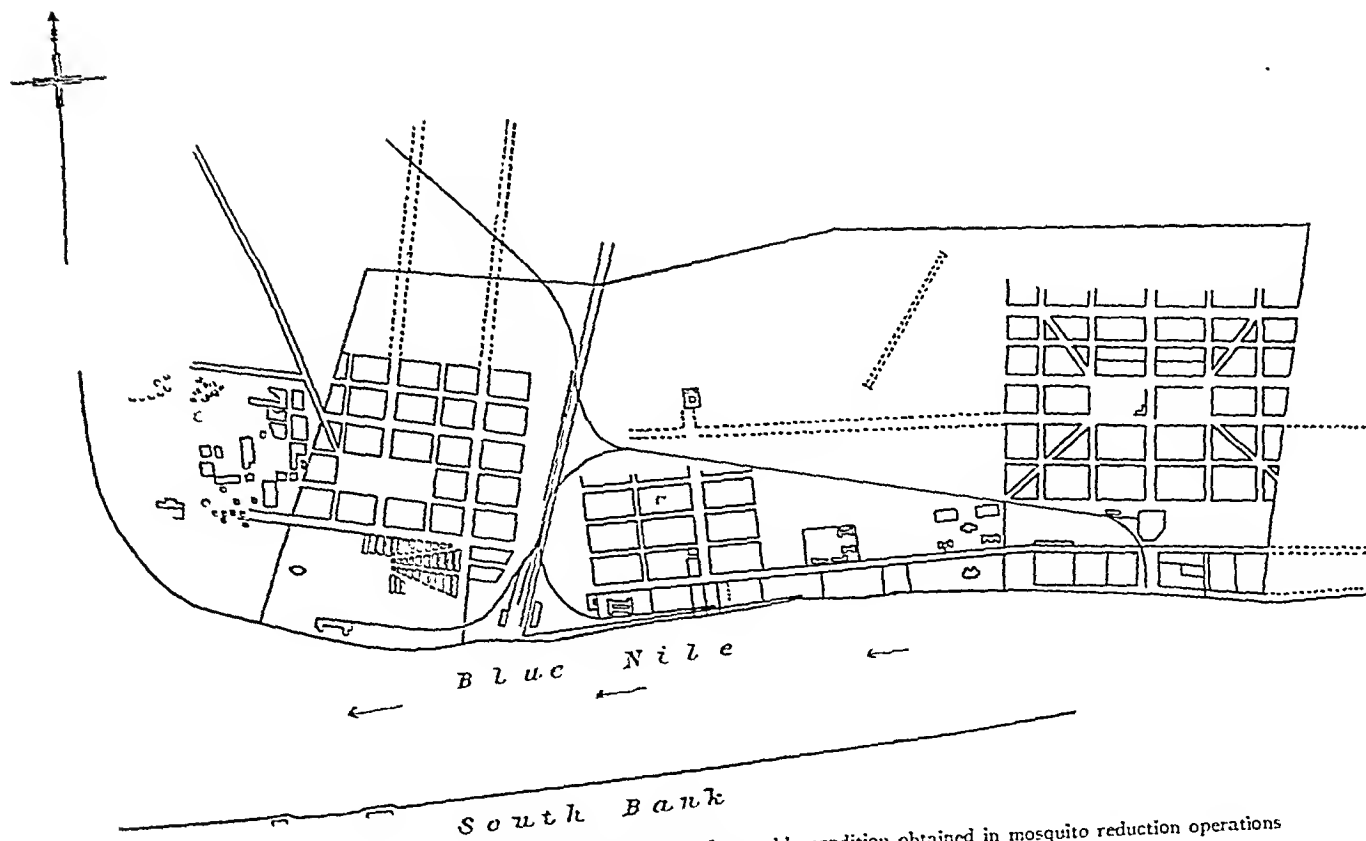 Blue Nile
South Bank
condition obtained in mosquito reduction operations